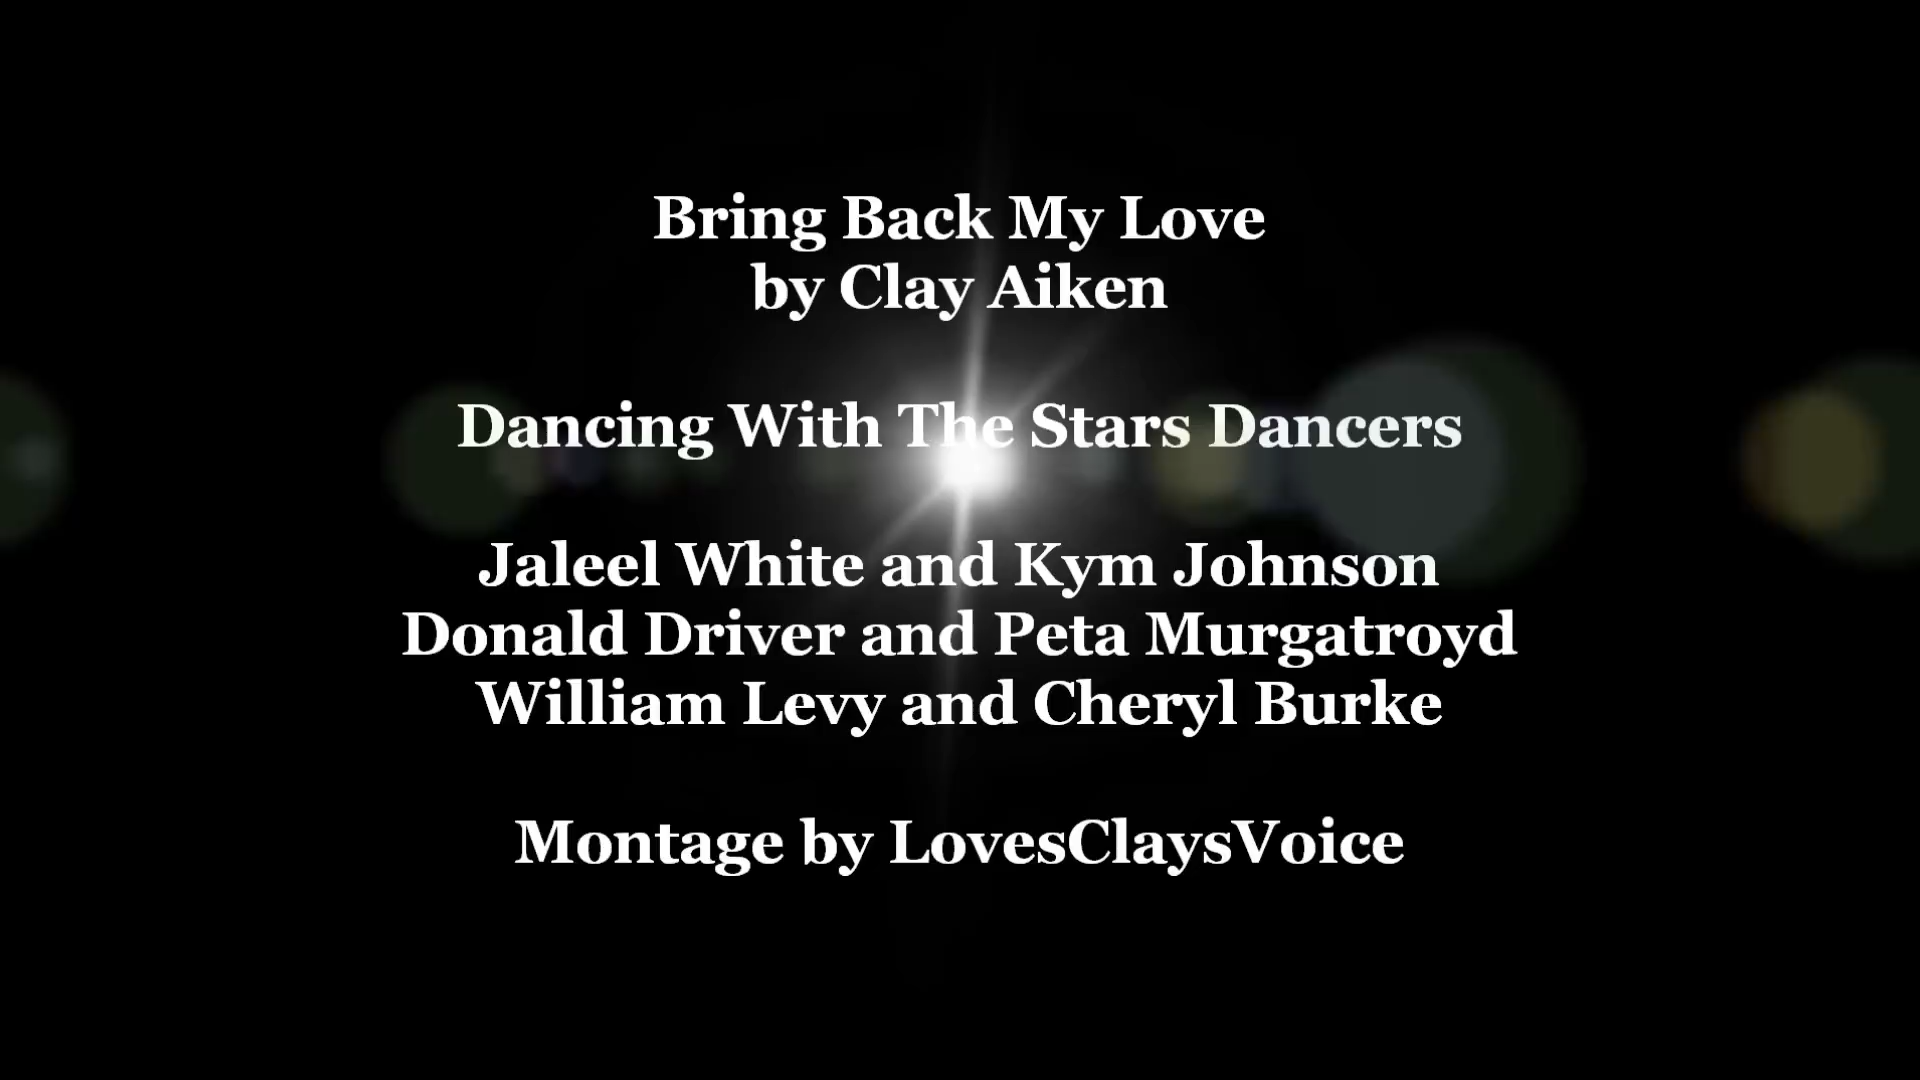 Bring Back My Love
by Clay Aiken
Dancing With The Stars Dancers
Jaleel White and Kym Johnson
Donald Driver and Peta Murgatroyd
William Levy and Cheryl Burke
Montage by LovesClaysVoice